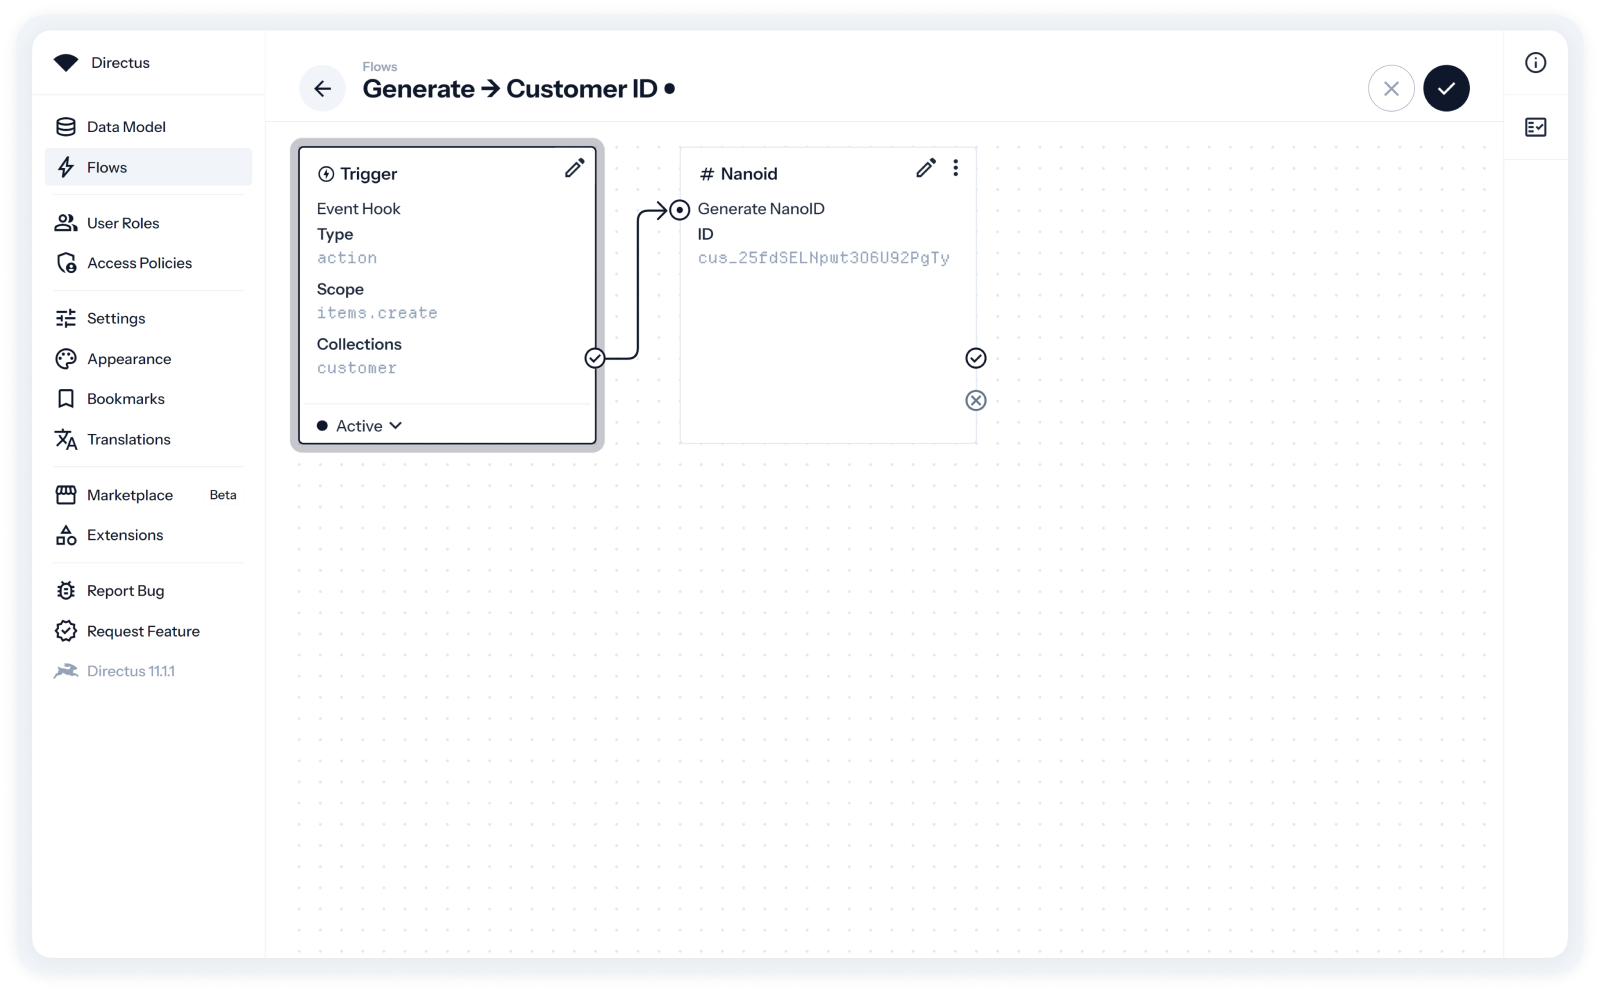 Directus
Data Model
Flows
User Roles
Access Policies
Settings
Appearance
Bookmarks
Translations
Marketplace Beta
Extensions
Report Bug
Request Feature
Directus 11.1.1
Flows
Generate → Customer ID •
Trigger
Event Hook
Type
action
Scope
items.create
Collections
customer
Active
# Nanoid
Generate NanoID
ID
cus_25fdSELNpwt3O6U92PgTy